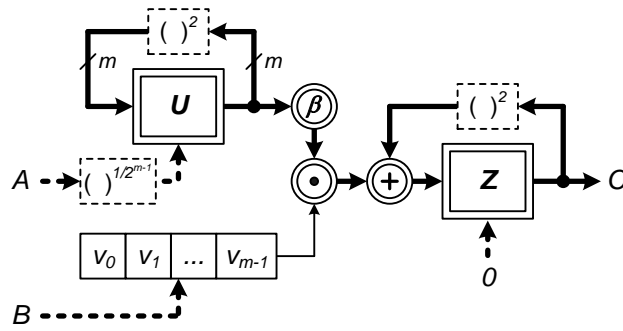 ( )²
m
m
U
β
( )²
A
( )^1/2^m-1
•
+
Z
C
v₀ v₁ ... vₘ₋₁
0
B